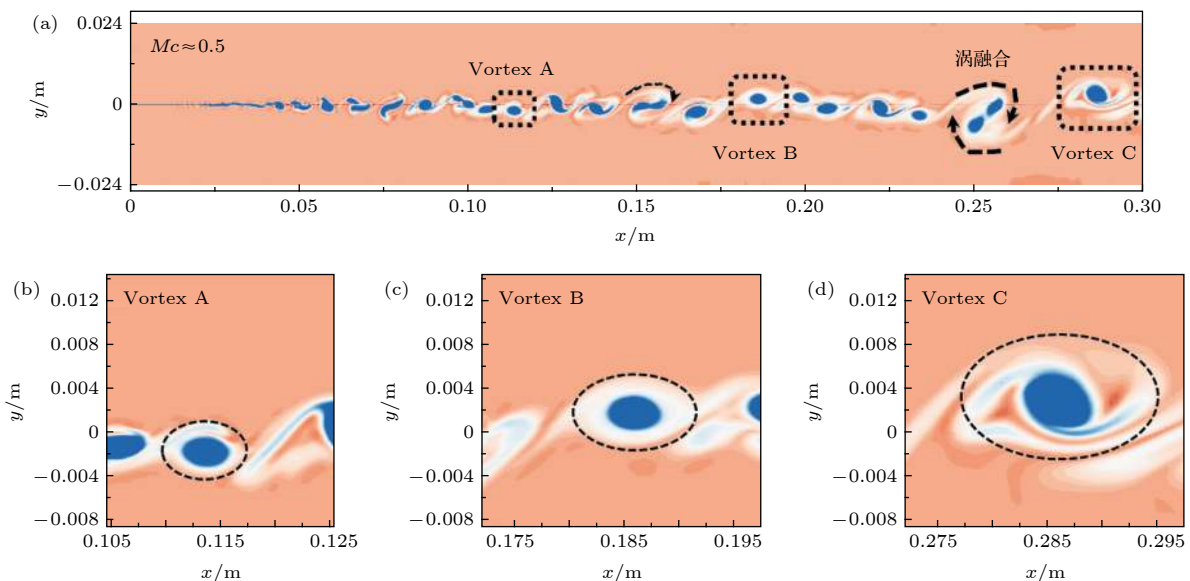 (a)
0.024
0
−0.024
y/m
Mc≈0.5
Vortex A
Vortex B
涡融合
Vortex C
0
0.05
0.10
0.15
0.20
0.25
0.30
x/m
(b)
Vortex A
0.012
0.008
0.004
0
−0.004
−0.008
y/m
0.105
0.115
0.125
x/m
(c)
Vortex B
0.012
0.008
0.004
0
−0.004
−0.008
y/m
0.175
0.185
0.195
x/m
(d)
Vortex C
0.012
0.008
0.004
0
−0.004
−0.008
y/m
0.275
0.285
0.295
x/m